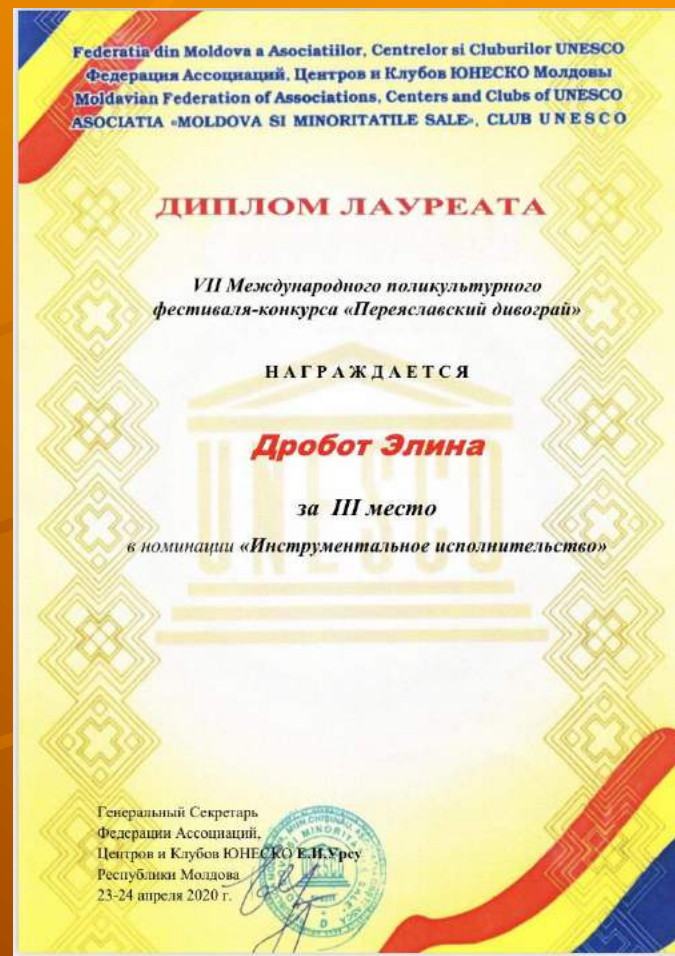 Federatia din Moldova a Asociatiilor, Centrelor si Cluburilor UNESCO
Федерация Ассоциаций, Центров и Клубов ЮНЕСКО Молдовы
Moldavian Federation of Associations, Centers and Clubs of UNESCO
ASOCIATIA «MOLDOVA SI MINORITATILE SALE», CLUB UNESCO
ДИПЛОМ ЛАУРЕАТА
VII Международного поликультурного
фестиваля-конкурса «Переяславский дивограй»
НАГРАЖДАЕТСЯ
UNESCO
Дробот Элина
за III место
в номинации «Инструментальное исполнительство»
Генеральный Секретарь
Федерации Ассоциаций,
Центров и Клубов ЮНЕСКО Е.И.Урсу
Республики Молдова
23-24 апреля 2020 г.